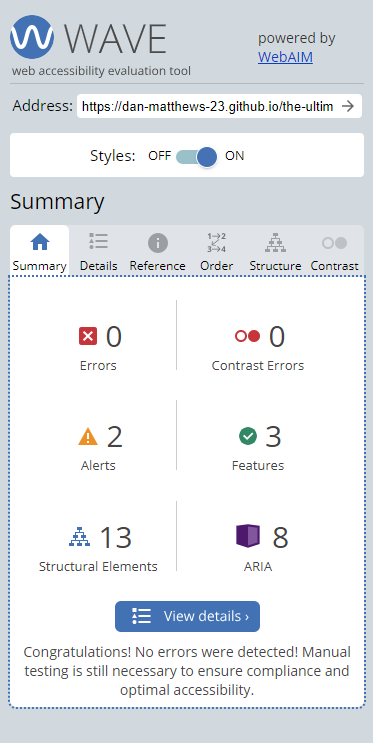 WAVE
web accessibility evaluation tool
powered by
WebAIM
Address: https://dan-matthews-23.github.io/the-ultim
Styles: OFF ON
Summary
Summary Details Reference Order Structure Contrast
0
Errors
0
Contrast Errors
2
Alerts
3
Features
13
Structural Elements
8
ARIA
View details ›
Congratulations! No errors were detected! Manual
testing is still necessary to ensure compliance and
optimal accessibility.